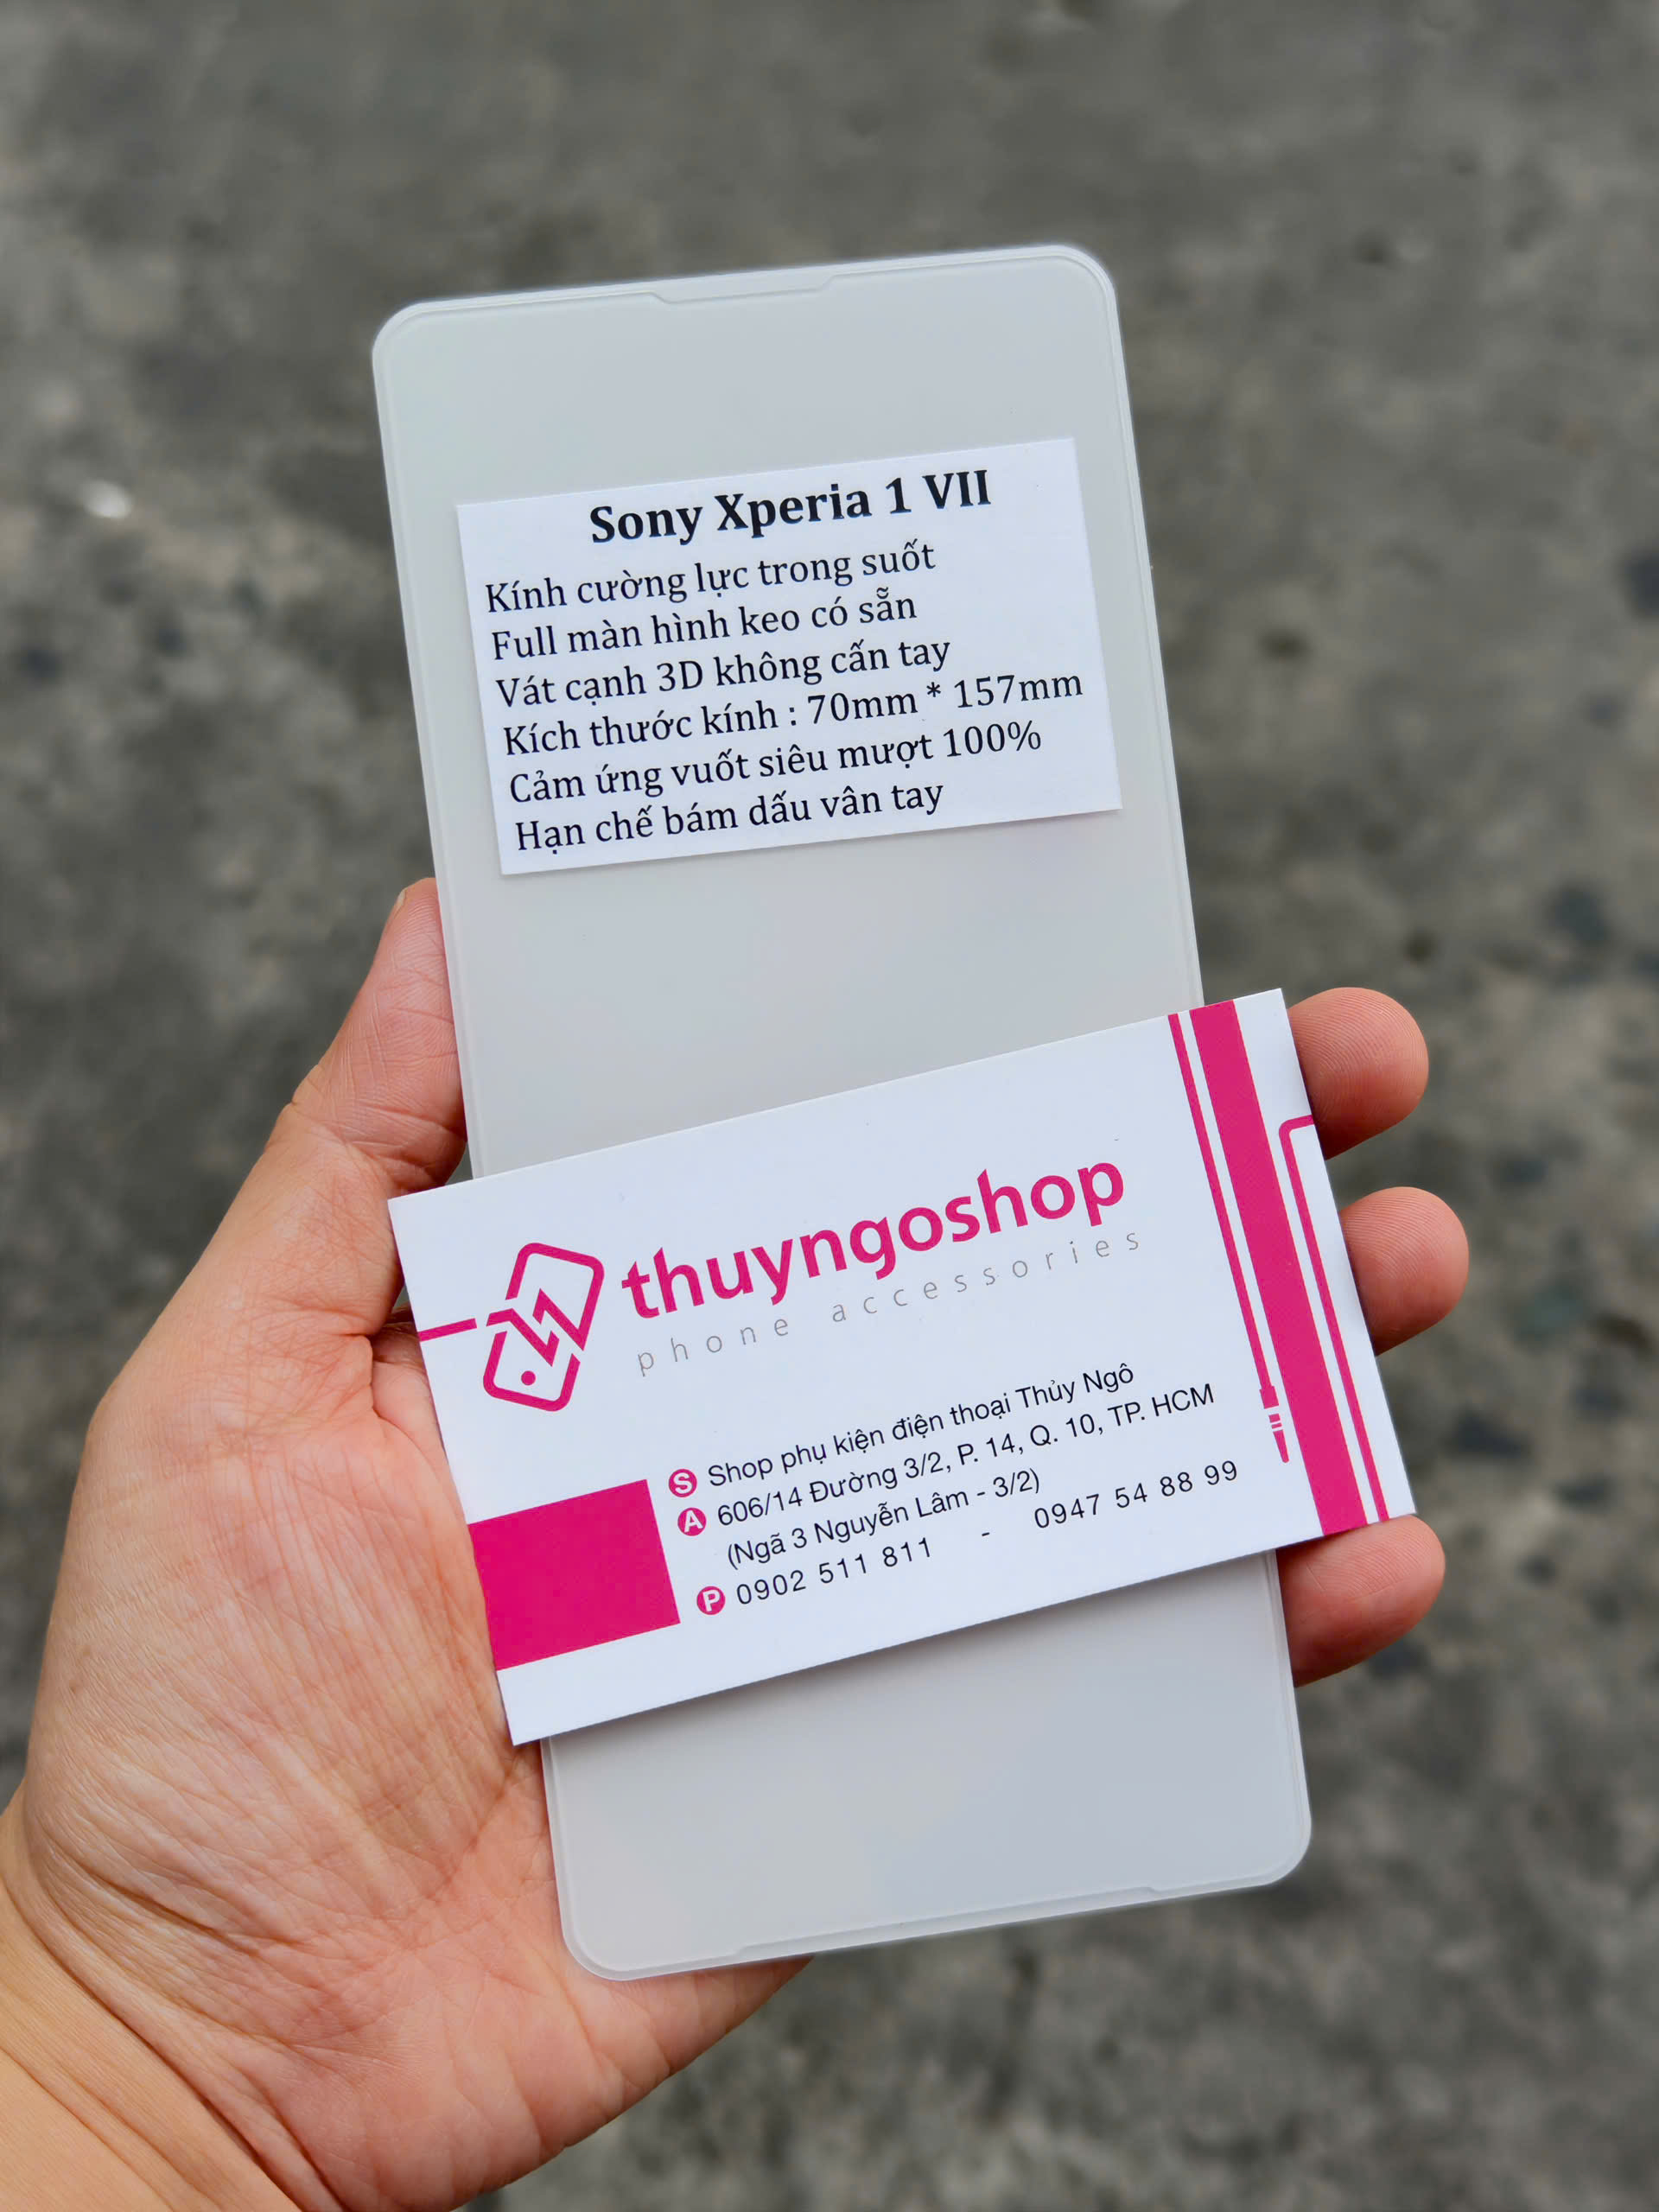 Sony Xperia 1 VII
Kính cường lực trong suốt
Full màn hình keo có sẵn
Vát cạnh 3D không cấn tay
Kích thước kính : 70mm * 157mm
Cảm ứng vuốt siêu mượt 100%
Hạn chế bám dấu vân tay
thuyngoshop
phone accessories
S Shop phụ kiện điện thoại Thủy Ngô
A 606/14 Đường 3/2, P. 14, Q. 10, TP. HCM
(Ngã 3 Nguyễn Lâm - 3/2)
P 0902 511 811 - 0947 54 88 99